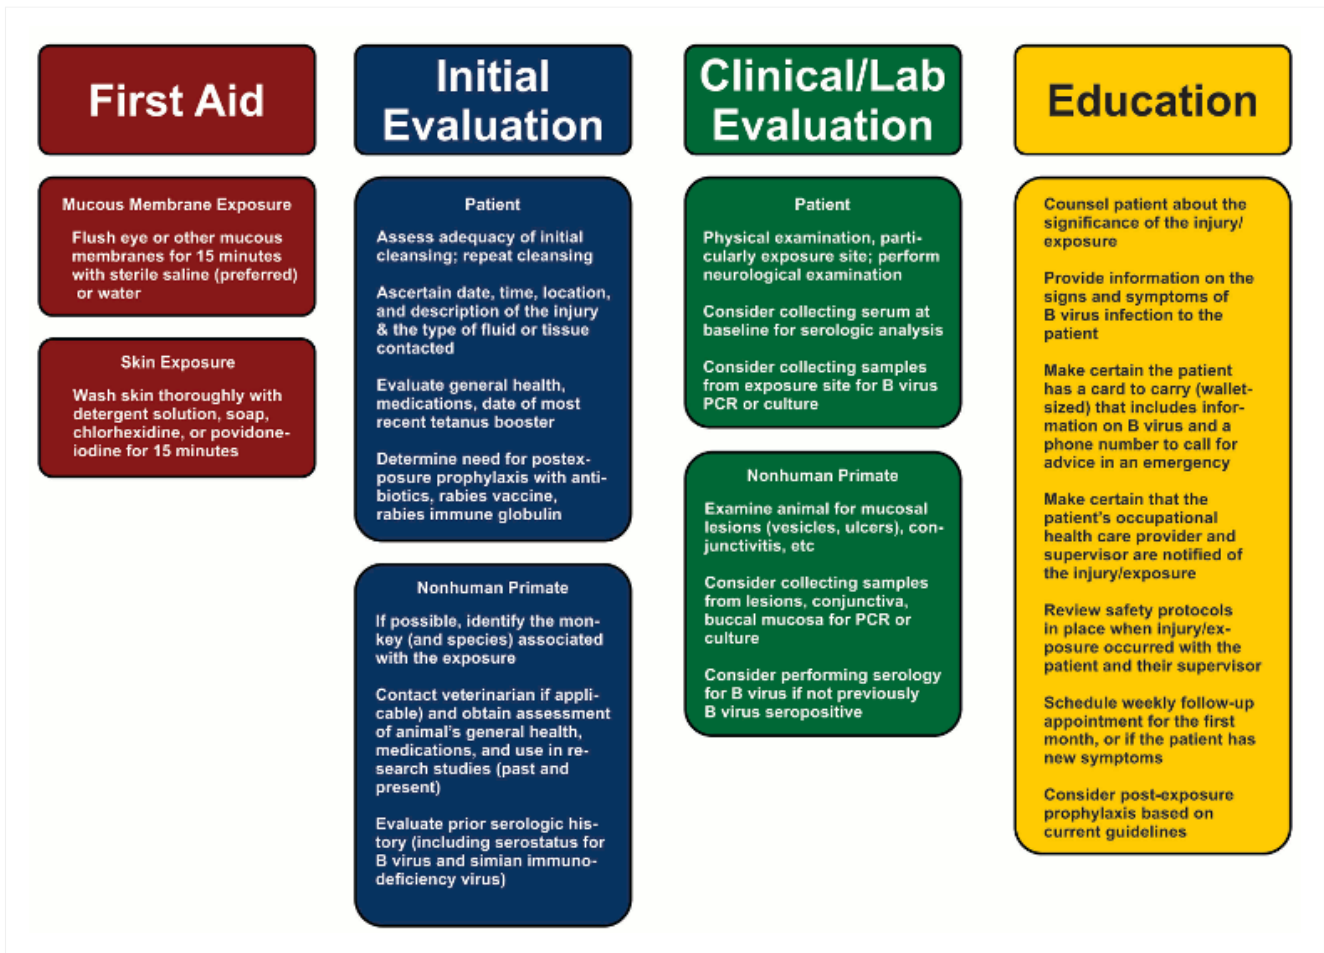 First Aid
Mucous Membrane Exposure
Flush eye or other mucous
membranes for 15 minutes
with sterile saline (preferred)
or water
Skin Exposure
Wash skin thoroughly with
detergent solution, soap,
chlorhexidine, or povidone-
iodine for 15 minutes
Initial
Evaluation
Patient
Assess adequacy of initial
cleansing; repeat cleansing
Ascertain date, time, location,
and description of the injury
& the type of fluid or tissue
contacted
Evaluate general health,
medications, date of most
recent tetanus booster
Determine need for postex-
posure prophylaxis with anti-
biotics, rabies vaccine,
rabies immune globulin
Nonhuman Primate
If possible, identify the mon-
key (and species) associated
with the exposure
Contact veterinarian if appli-
cable) and obtain assessment
of animal's general health,
medications, and use in re-
search studies (past and
present)
Evaluate prior serologic his-
tory (including serostatus for
B virus and simian immuno-
deficiency virus)
Clinical/Lab
Evaluation
Patient
Physical examination, parti-
cularly exposure site; perform
neurological examination
Consider collecting serum at
baseline for serologic analysis
Consider collecting samples
from exposure site for B virus
PCR or culture
Nonhuman Primate
Examine animal for mucosal
lesions (vesicles, ulcers), con-
junctivitis, etc
Consider collecting samples
from lesions, conjunctiva,
buccal mucosa for PCR or
culture
Consider performing serology
for B virus if not previously
B virus seropositive
Education
Counsel patient about the
significance of the injury/
exposure
Provide information on the
signs and symptoms of
B virus infection to the
patient
Make certain the patient
has a card to carry (wallet-
sized) that includes infor-
mation on B virus and a
phone number to call for
advice in an emergency
Make certain that the
patient's occupational
health care provider and
supervisor are notified of
the injury/exposure
Review safety protocols
in place when injury/ex-
posure occurred with the
patient and their supervisor
Schedule weekly follow-up
appointment for the first
month, or if the patient has
new symptoms
Consider post-exposure
prophylaxis based on
current guidelines